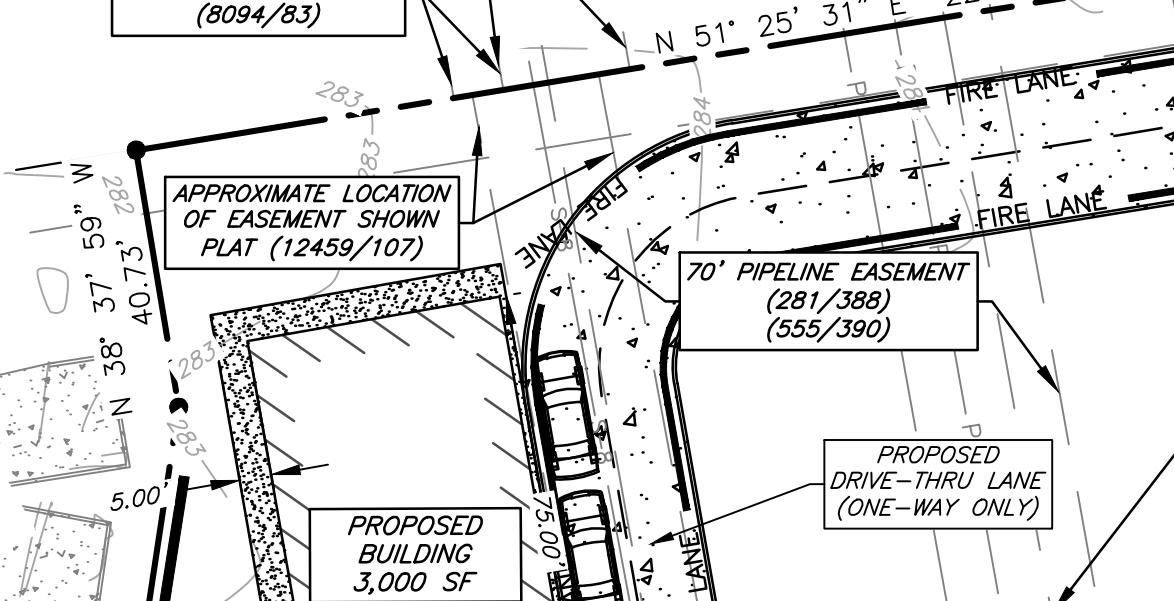 (8094/83)
N 51° 25' 31" E
283
284
284
P
FIRE LANE
283
282
APPROXIMATE LOCATION
OF EASEMENT SHOWN
PLAT (12459/107)
FIRE LANE
FIRE LANE
N 38° 37' 59" W
40.73'
70' PIPELINE EASEMENT
(281/388)
(555/390)
283
283
P
PROPOSED
DRIVE-THRU LANE
(ONE-WAY ONLY)
5.00'
75.00'
PROPOSED
BUILDING
3,000 SF
LANE